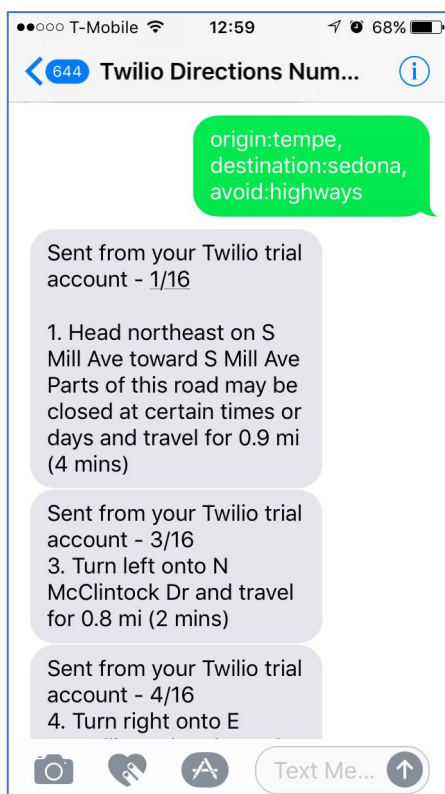 T-Mobile 12:59 68%
644 Twilio Directions Num...
origin:tempe,
destination:sedona,
avoid:highways
Sent from your Twilio trial
account - 1/16
1. Head northeast on S
Mill Ave toward S Mill Ave
Parts of this road may be
closed at certain times or
days and travel for 0.9 mi
(4 mins)
Sent from your Twilio trial
account - 3/16
3. Turn left onto N
McClintock Dr and travel
for 0.8 mi (2 mins)
Sent from your Twilio trial
account - 4/16
4. Turn right onto E
Text Me...